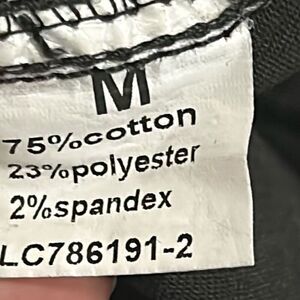 M
75%cotton
23%polyester
2%spandex
LC786191-2